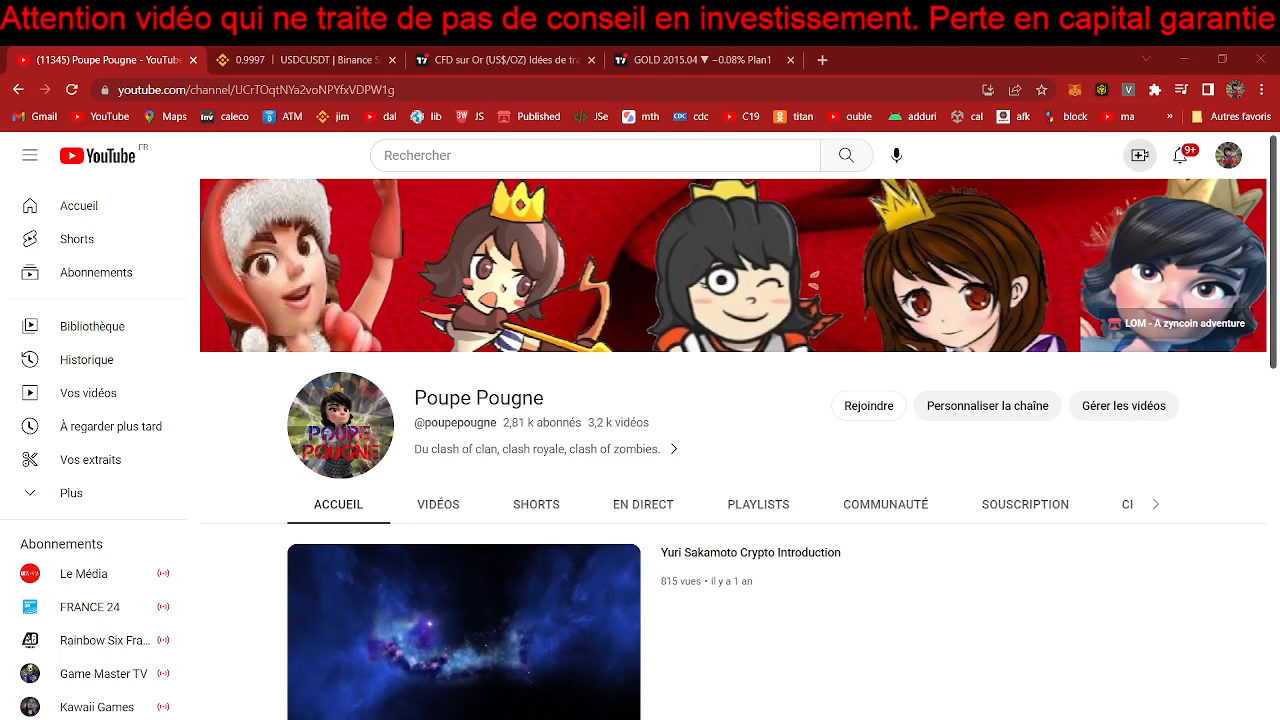 Attention vidéo qui ne traite de pas de conseil en investissement. Perte en capital garantie
(11345) Poupe Pougne - YouTube
0.9997 | USDCUSDT | Binance S
CFD sur Or (US$/OZ) Idées de tra
GOLD 2015.04 ▼ −0.08% Plan1
youtube.com/channel/UCrTOqtNYa2voNPYfxVDPW1g
Gmail YouTube Maps inv caleco ATM jim dal lib JS Published JSe mth CDC cdc C19 titan ouble adduri cal afk block ma » Autres favoris
YouTube FR
Rechercher
9+
Accueil
Shorts
Abonnements
Bibliothèque
Historique
Vos vidéos
À regarder plus tard
Vos extraits
Plus
Abonnements
Le Média
FRANCE 24
Rainbow Six Fra...
Game Master TV
Kawaii Games
LOM - A zyncoin adventure
POUPE
POUGNE
Poupe Pougne
@poupepougne 2,81 k abonnés 3,2 k vidéos
Du clash of clan, clash royale, clash of zombies.
Rejoindre
Personnaliser la chaîne
Gérer les vidéos
ACCUEIL VIDÉOS SHORTS EN DIRECT PLAYLISTS COMMUNAUTÉ SOUSCRIPTION
Yuri Sakamoto Crypto Introduction
815 vues • il y a 1 an